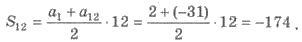 S₁₂ = (a₁ + a₁₂)/2 · 12 = (2 + (−31))/2 · 12 = −174 .